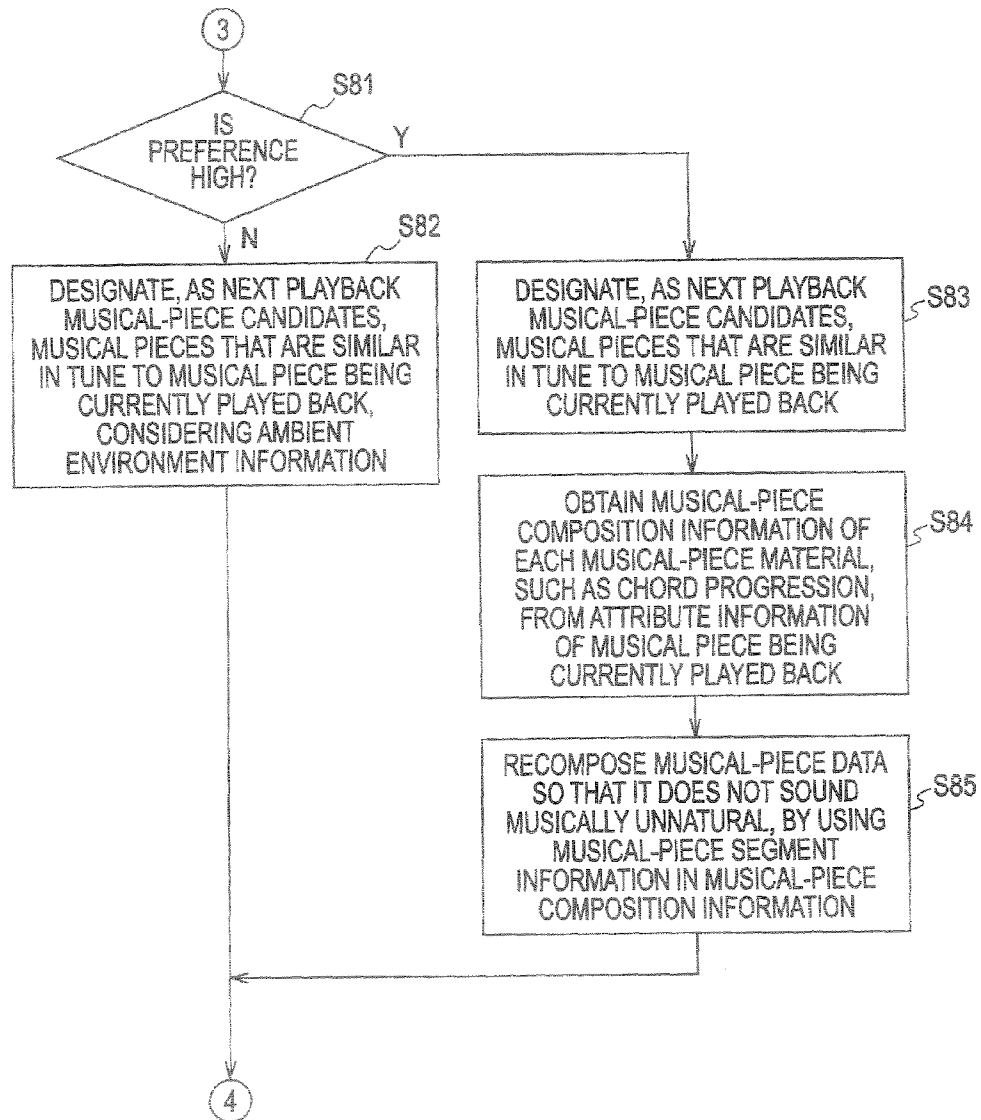 3
S81
IS
PREFERENCE
HIGH?
Y
N
S82
DESIGNATE, AS NEXT PLAYBACK
MUSICAL-PIECE CANDIDATES,
MUSICAL PIECES THAT ARE SIMILAR
IN TUNE TO MUSICAL PIECE BEING
CURRENTLY PLAYED BACK,
CONSIDERING AMBIENT
ENVIRONMENT INFORMATION
S83
DESIGNATE, AS NEXT PLAYBACK
MUSICAL-PIECE CANDIDATES,
MUSICAL PIECES THAT ARE SIMILAR
IN TUNE TO MUSICAL PIECE BEING
CURRENTLY PLAYED BACK
S84
OBTAIN MUSICAL-PIECE
COMPOSITION INFORMATION OF
EACH MUSICAL-PIECE MATERIAL,
SUCH AS CHORD PROGRESSION,
FROM ATTRIBUTE INFORMATION
OF MUSICAL PIECE BEING
CURRENTLY PLAYED BACK
S85
RECOMPOSE MUSICAL-PIECE DATA
SO THAT IT DOES NOT SOUND
MUSICALLY UNNATURAL, BY USING
MUSICAL-PIECE SEGMENT
INFORMATION IN MUSICAL-PIECE
COMPOSITION INFORMATION
4